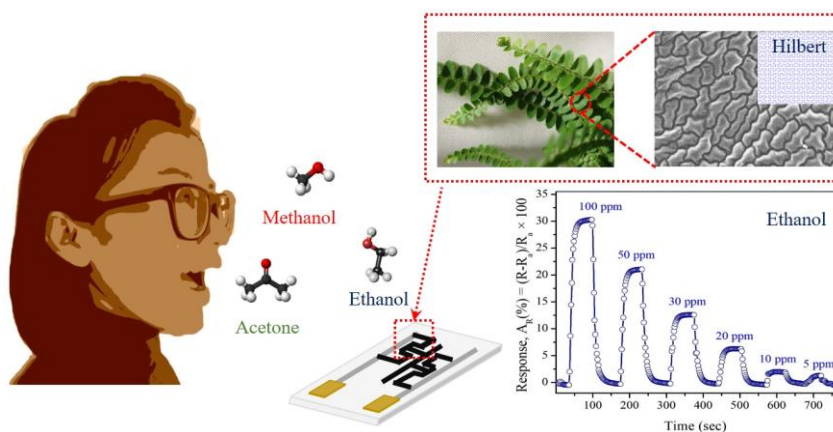 Hilbert
Methanol
Acetone
Ethanol
Ethanol
100 ppm
50 ppm
30 ppm
20 ppm
10 ppm
5 ppm
Response, A_R(%) = (R-R_a)/R_a × 100
35
30
25
20
15
10
5
0
100 200 300 400 500 600 700
Time (sec)